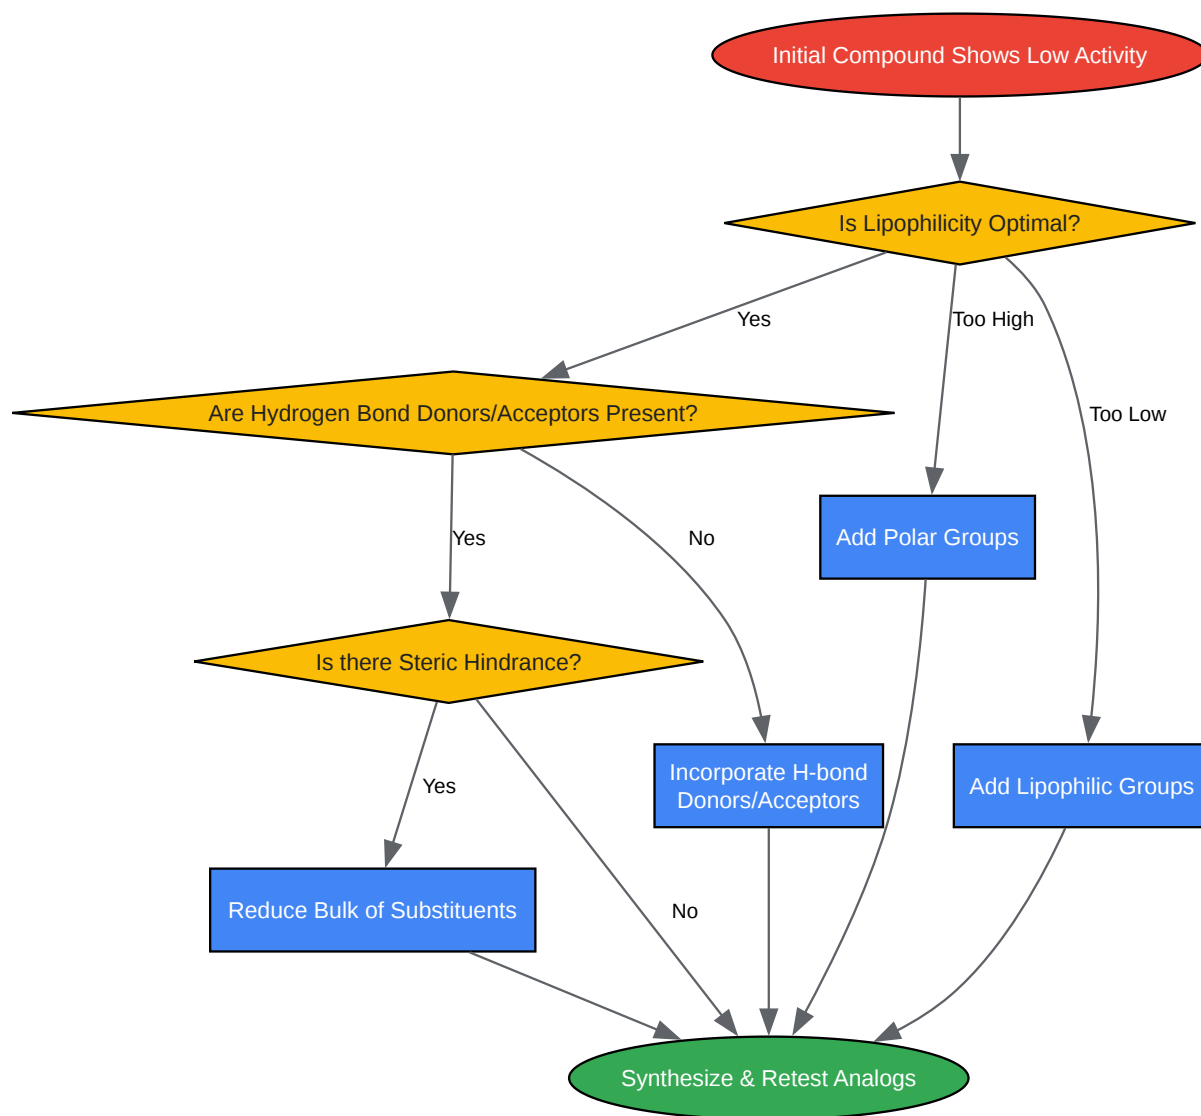 Initial Compound Shows Low Activity
Is Lipophilicity Optimal?
Yes
Too High
Too Low
Are Hydrogen Bond Donors/Acceptors Present?
Yes
No
Add Polar Groups
Is there Steric Hindrance?
Yes
No
Incorporate H-bond
Donors/Acceptors
Add Lipophilic Groups
Reduce Bulk of Substituents
Synthesize & Retest Analogs